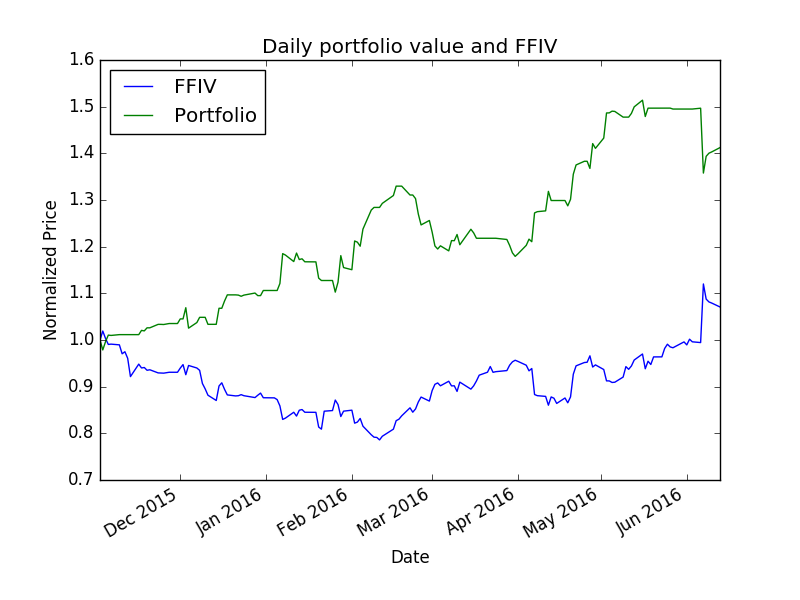 Daily portfolio value and FFIV
1.6
1.5
1.4
1.3
1.2
1.1
1.0
0.9
0.8
0.7
Normalized Price
FFIV
Portfolio
Dec 2015
Jan 2016
Feb 2016
Mar 2016
Apr 2016
May 2016
Jun 2016
Date